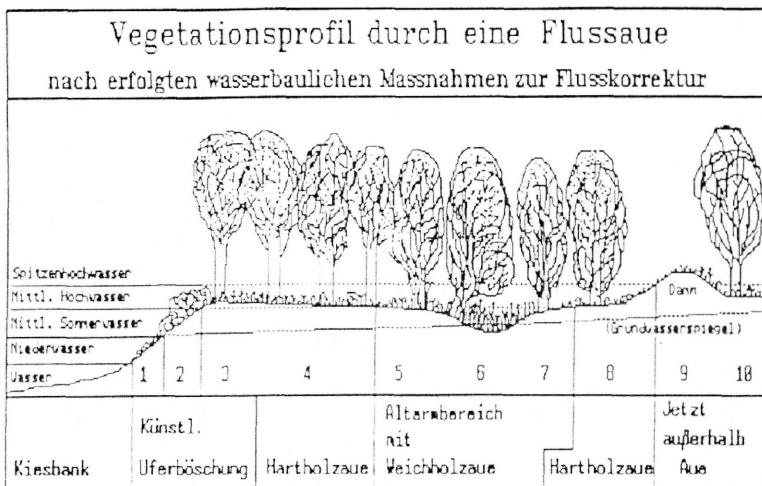 Vegetationsprofil durch eine Flussaue
nach erfolgten wasserbaulichen Massnahmen zur Flusskorrektur
Spitzenhochwasser
Mittl. Hochwasser
Mittl. Sommerwasser
Niederwasser
Wasser
Damm
(Grundwasserspiegel)
1 2 3 4 5 6 7 8 9 10
Kiesbank
Künstl.
Uferböschung
Hartholzaue
Altarmbereich
mit
Weichholzaue
Hartholzaue
Jetzt
außerhalb
Aue